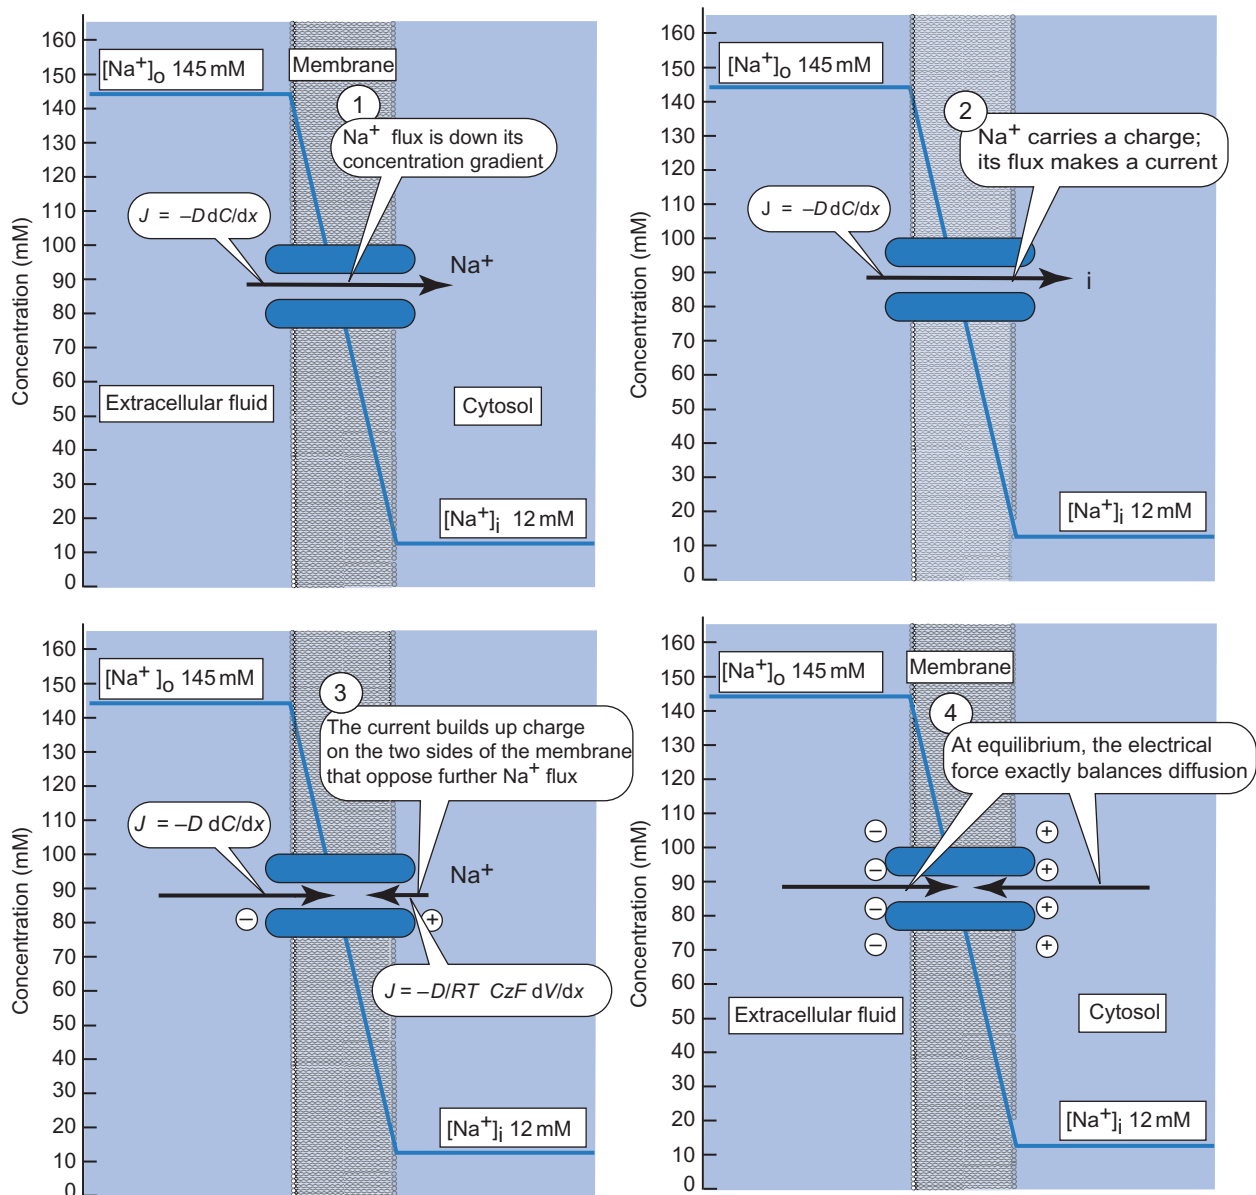 160
150
140
130
120
110
100
90
80
70
60
50
40
30
20
10
0
Concentration (mM)
[Na+]o 145 mM
Membrane
1
Na+ flux is down its
concentration gradient
J = –D dC/dx
Na+
Extracellular fluid
Cytosol
[Na+]i 12 mM
160
150
140
130
120
110
100
90
80
70
60
50
40
30
20
10
0
Concentration (mM)
[Na+]o 145 mM
2
Na+ carries a charge;
its flux makes a current
J = –D dC/dx
i
[Na+]i 12 mM
160
150
140
130
120
110
100
90
80
70
60
50
40
30
20
10
0
Concentration (mM)
[Na+]o 145 mM
3
The current builds up charge
on the two sides of the membrane
that oppose further Na+ flux
J = –D dC/dx
Na+
–
+
J = –D/RT CzF dV/dx
[Na+]i 12 mM
160
150
140
130
120
110
100
90
80
70
60
50
40
30
20
10
0
Concentration (mM)
[Na+]o 145 mM
Membrane
4
At equilibrium, the electrical
force exactly balances diffusion
– +
– +
– +
– +
Extracellular fluid
Cytosol
[Na+]i 12 mM